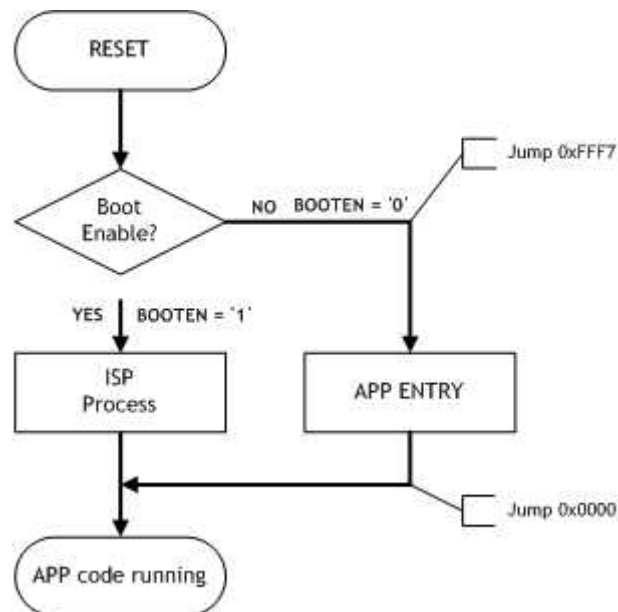 RESET
Jump 0xFFF7
Boot
Enable?
NO BOOTEN = '0'
YES BOOTEN = '1'
ISP
Process
APP ENTRY
Jump 0x0000
APP code running